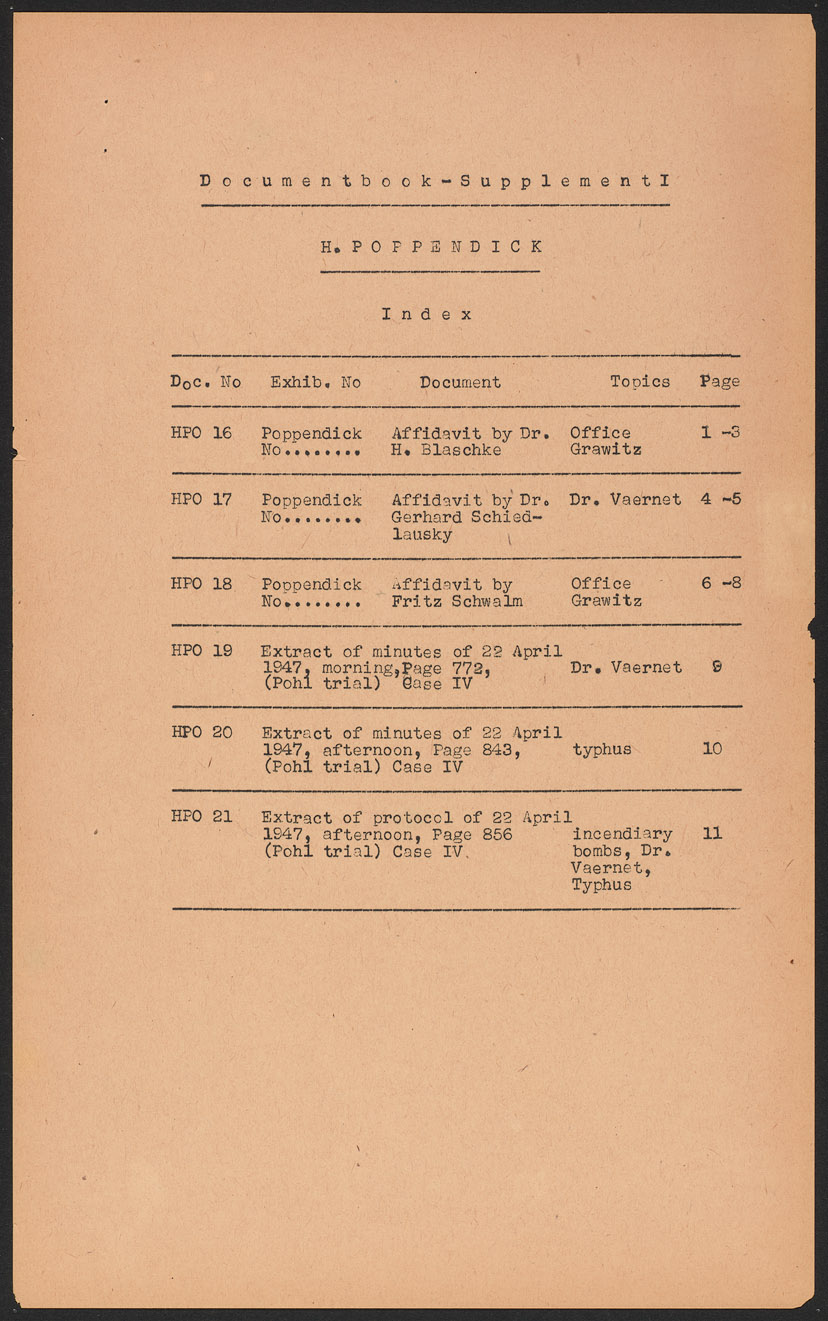 D o c u m e n t b o o k - S u p p l e m e n t I
H. P O P P E N D I C K
I n d e x
Doc. No Exhib. No Document Topics Page
HPO 16 Poppendick Affidavit by Dr. Office 1 -3
No........ H. Blaschke Grawitz
HPO 17 Poppendick Affidavit by Dr. Dr. Vaernet 4 -5
No........ Gerhard Schied-
lausky
HPO 18 Poppendick Affidavit by Office 6 -8
No........ Fritz Schwalm Grawitz
HPO 19 Extract of minutes of 22 April
1947, morning,Page 772, Dr. Vaernet 9
(Pohl trial) Case IV
HPO 20 Extract of minutes of 22 April
1947, afternoon, Page 843, typhus 10
(Pohl trial) Case IV
HPO 21 Extract of protocol of 22 April
1947, afternoon, Page 856 incendiary 11
(Pohl trial) Case IV. bombs, Dr.
Vaernet,
Typhus